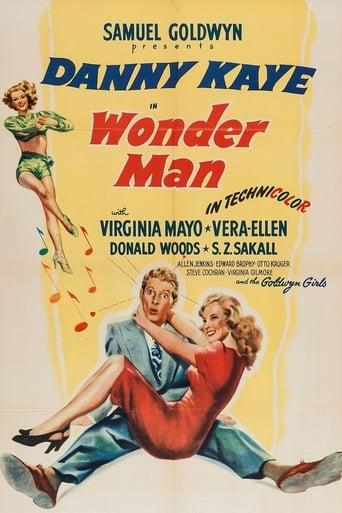 SAMUEL GOLDWYN
presents
DANNY KAYE
IN
Wonder
Man
IN TECHNICOLOR
with
VIRGINIA MAYO ★ VERA-ELLEN
DONALD WOODS ★ S.Z. SAKALL
ALLEN JENKINS · EDWARD BROPHY · OTTO KRUGER
STEVE COCHRAN · VIRGINIA GILMORE
and the Goldwyn Girls